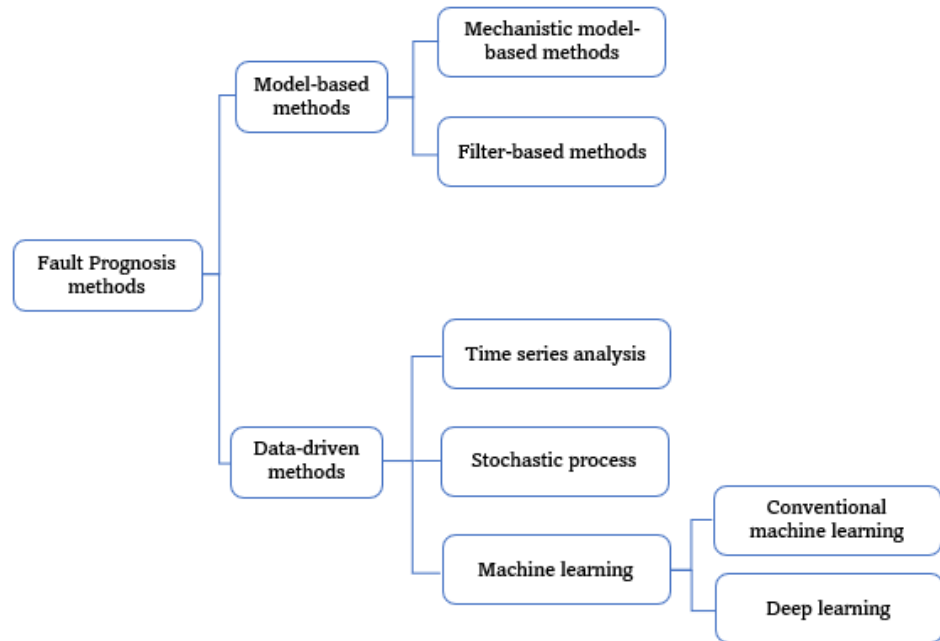 Mechanistic model-
based methods
Model-based
methods
Filter-based methods
Fault Prognosis
methods
Time series analysis
Data-driven
methods
Stochastic process
Conventional
machine learning
Machine learning
Deep learning